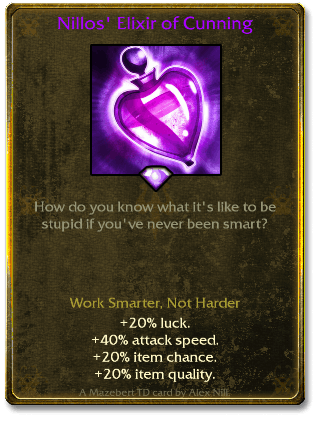 Nillos' Elixir of Cunning
How do you know what it's like to be
stupid if you've never been smart?
Work Smarter, Not Harder
+20% luck.
+40% attack speed.
+20% item chance.
+20% item quality.
A Mazebert TD card by Alex Nill